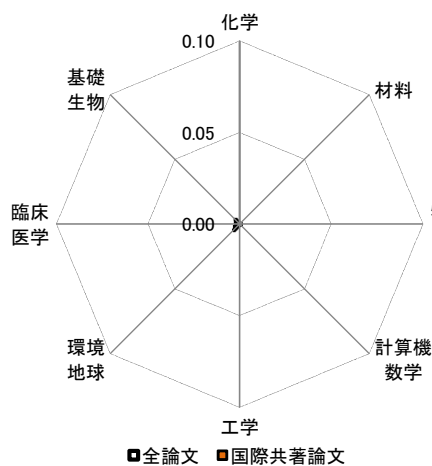 化学
0.10
基礎
生物
材料
0.05
臨床
医学
0.00
環境
地球
計算機
数学
工学
全論文 国際共著論文